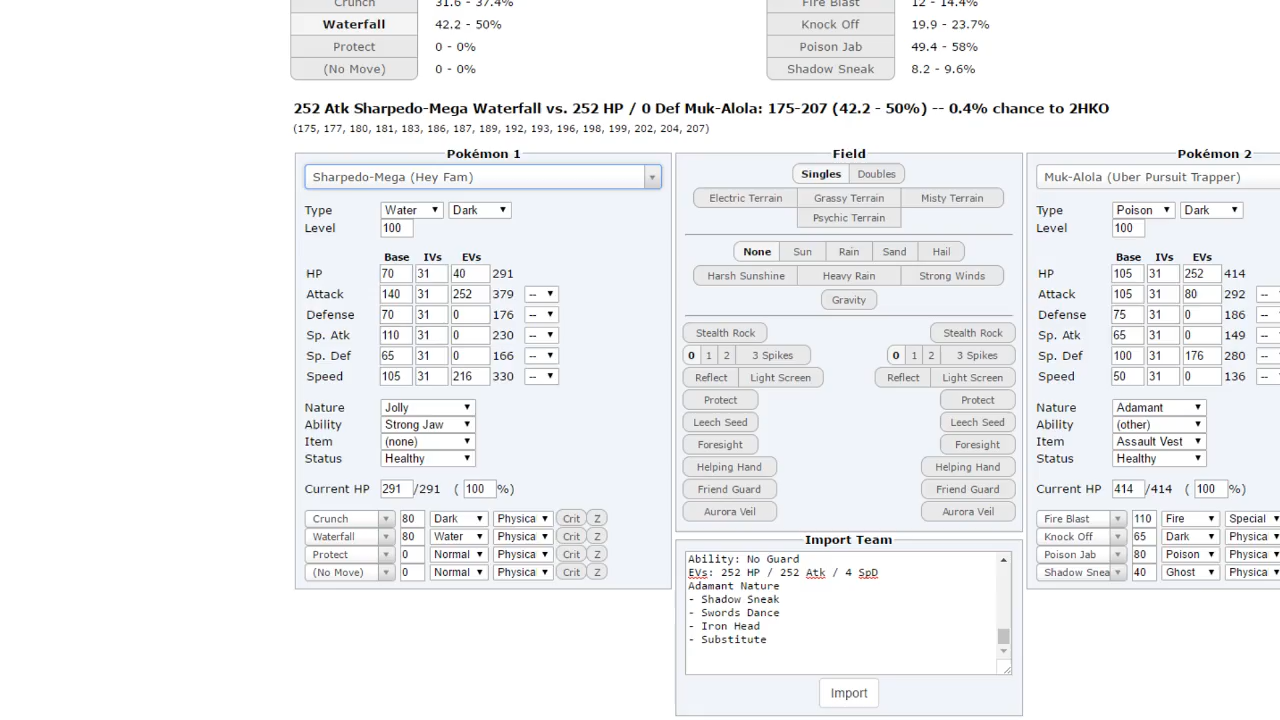 Crunch 31.6 - 37.4% Fire Blast 12 - 14.4%
Waterfall 42.2 - 50% Knock Off 19.9 - 23.7%
Protect 0 - 0% Poison Jab 49.4 - 58%
(No Move) 0 - 0% Shadow Sneak 8.2 - 9.6%
252 Atk Sharpedo-Mega Waterfall vs. 252 HP / 0 Def Muk-Alola: 175-207 (42.2 - 50%) -- 0.4% chance to 2HKO
(175, 177, 180, 181, 183, 186, 187, 189, 192, 193, 196, 198, 199, 202, 204, 207)
Pokémon 1
Sharpedo-Mega (Hey Fam)
Type Water Dark
Level 100
Base IVs EVs
HP 70 31 40 291
Attack 140 31 252 379 --
Defense 70 31 0 176 --
Sp. Atk 110 31 0 230 --
Sp. Def 65 31 0 166 --
Speed 105 31 216 330 --
Nature Jolly
Ability Strong Jaw
Item (none)
Status Healthy
Current HP 291 /291 ( 100 %)
Crunch 80 Dark Physica Crit Z
Waterfall 80 Water Physica Crit Z
Protect 0 Normal Physica Crit Z
(No Move) 0 Normal Physica Crit Z
Field
Singles Doubles
Electric Terrain Grassy Terrain Misty Terrain
Psychic Terrain
None Sun Rain Sand Hail
Harsh Sunshine Heavy Rain Strong Winds
Gravity
Stealth Rock Stealth Rock
0 1 2 3 Spikes 0 1 2 3 Spikes
Reflect Light Screen Reflect Light Screen
Protect Protect
Leech Seed Leech Seed
Foresight Foresight
Helping Hand Helping Hand
Friend Guard Friend Guard
Aurora Veil Aurora Veil
Import Team
Ability: No Guard
EVs: 252 HP / 252 Atk / 4 SpD
Adamant Nature
- Shadow Sneak
- Swords Dance
- Iron Head
- Substitute
Import
Pokémon 2
Muk-Alola (Uber Pursuit Trapper)
Type Poison Dark
Level 100
Base IVs EVs
HP 105 31 252 414
Attack 105 31 80 292 --
Defense 75 31 0 186 --
Sp. Atk 65 31 0 149 --
Sp. Def 100 31 176 280 --
Speed 50 31 0 136 --
Nature Adamant
Ability (other)
Item Assault Vest
Status Healthy
Current HP 414 /414 ( 100 %)
Fire Blast 110 Fire Special
Knock Off 65 Dark Physica
Poison Jab 80 Poison Physica
Shadow Snea 40 Ghost Physica